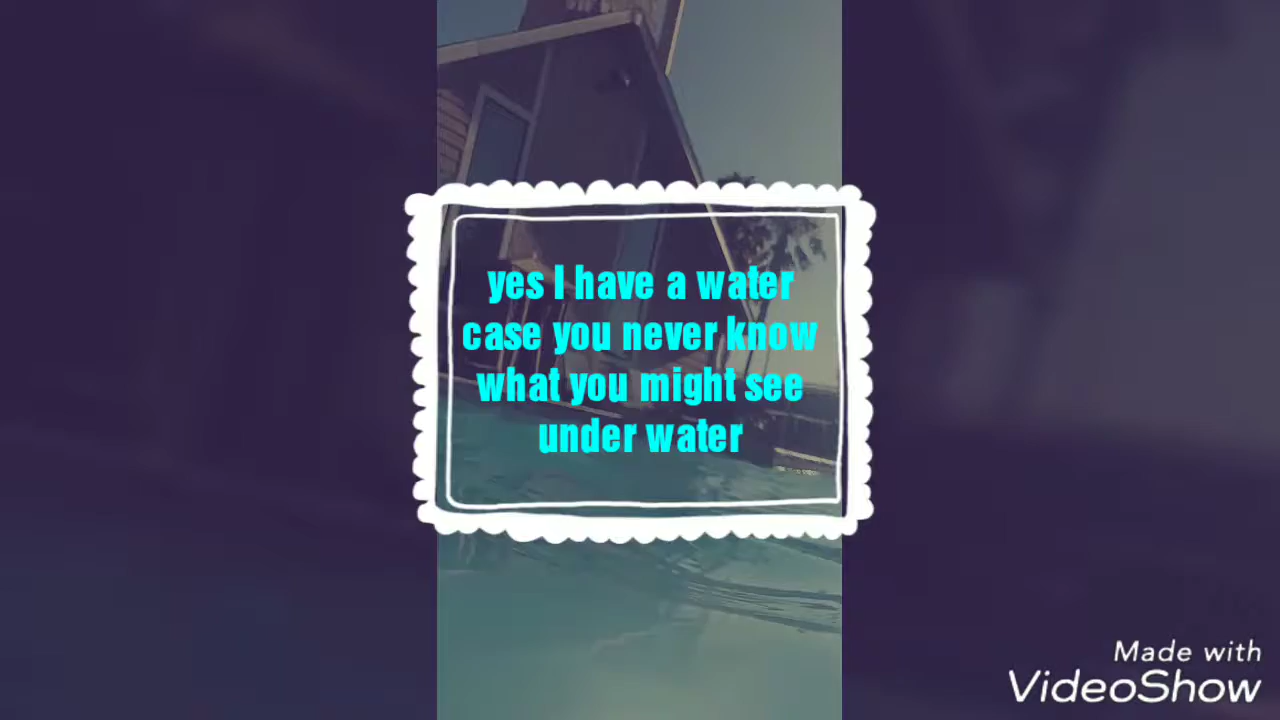 yes I have a water
case you never know
what you might see
under water
Made with
VideoShow